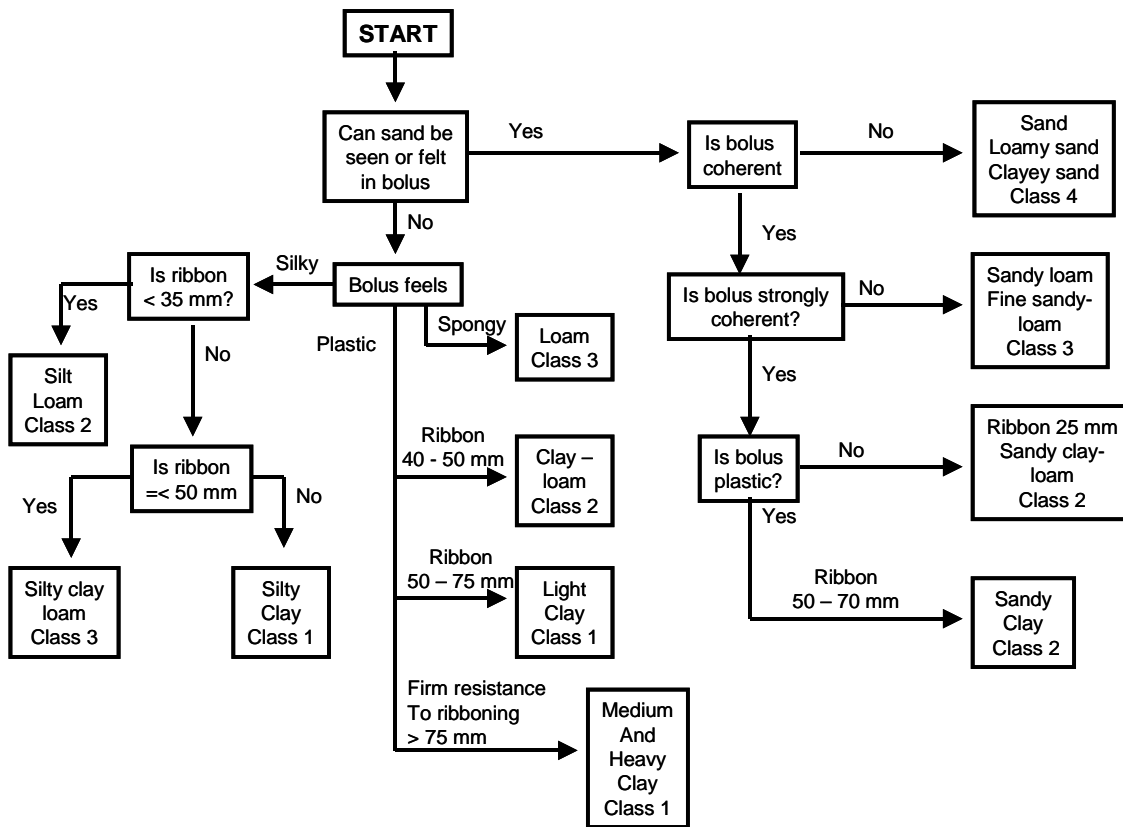 START
Can sand be
seen or felt
in bolus
Yes
Is bolus
coherent
No
Sand
Loamy sand
Clayey sand
Class 4
No
Yes
Silky
Bolus feels
Is ribbon
< 35 mm?
Yes
No
Silt
Loam
Class 2
Is ribbon
=< 50 mm
Yes
No
Silty clay
loam
Class 3
Silty
Clay
Class 1
Plastic
Spongy
Loam
Class 3
Ribbon
40 - 50 mm
Clay –
loam
Class 2
Ribbon
50 – 75 mm
Light
Clay
Class 1
Firm resistance
To ribboning
> 75 mm
Medium
And
Heavy
Clay
Class 1
Is bolus strongly
coherent?
No
Sandy loam
Fine sandy-
loam
Class 3
Yes
Is bolus
plastic?
No
Ribbon 25 mm
Sandy clay-
loam
Class 2
Yes
Ribbon
50 – 70 mm
Sandy
Clay
Class 2